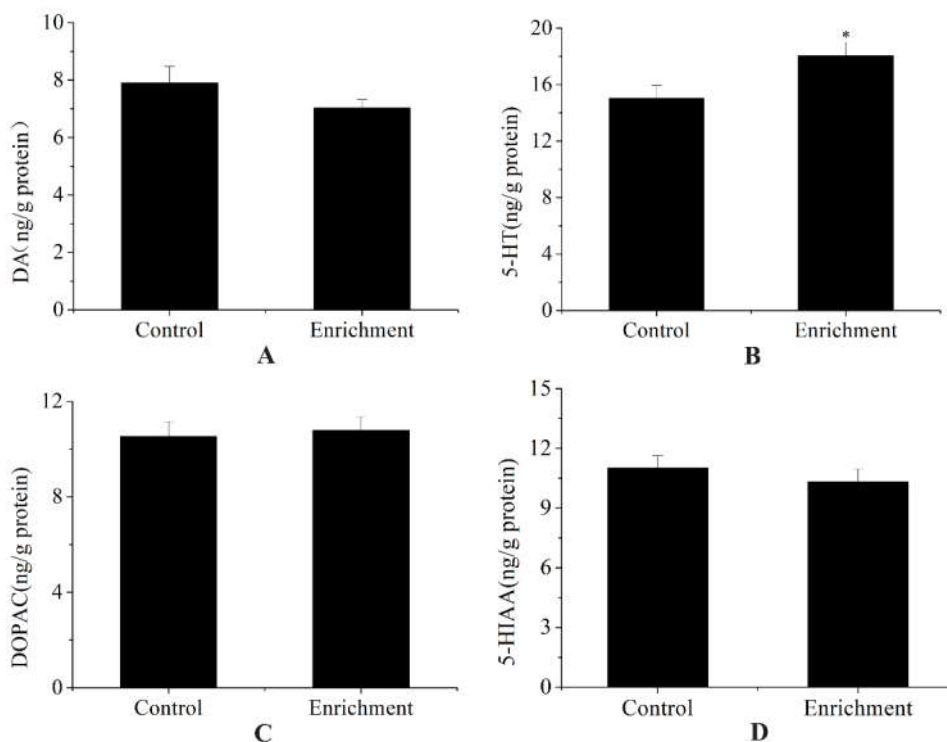 10
8
6
4
2
0
DA(ng/g protein)
Control Enrichment
A
20
16
12
8
4
0
5-HT(ng/g protein)
*
Control Enrichment
B
12
8
4
0
DOPAC(ng/g protein)
Control Enrichment
C
15
12
9
6
3
0
5-HIAA(ng/g protein)
Control Enrichment
D